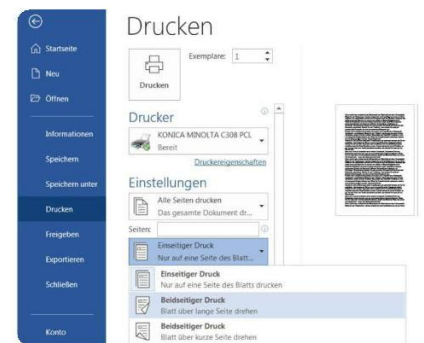 Drucken
Startseite
Neu
Öffnen
Informationen
Speichern
Speichern unter
Drucken
Freigeben
Exportieren
Schließen
Konto
Drucken
Exemplare: 1
Drucker
KONICA MINOLTA C308 PCL
Bereit
Druckereigenschaften
Einstellungen
Alle Seiten drucken
Das gesamte Dokument dr...
Seiten:
Einseitiger Druck
Nur auf eine Seite des Blatt...
Einseitiger Druck
Nur auf eine Seite des Blatts drucken
Beidseitiger Druck
Blatt über lange Seite drehen
Beidseitiger Druck
Blatt über kurze Seite drehen